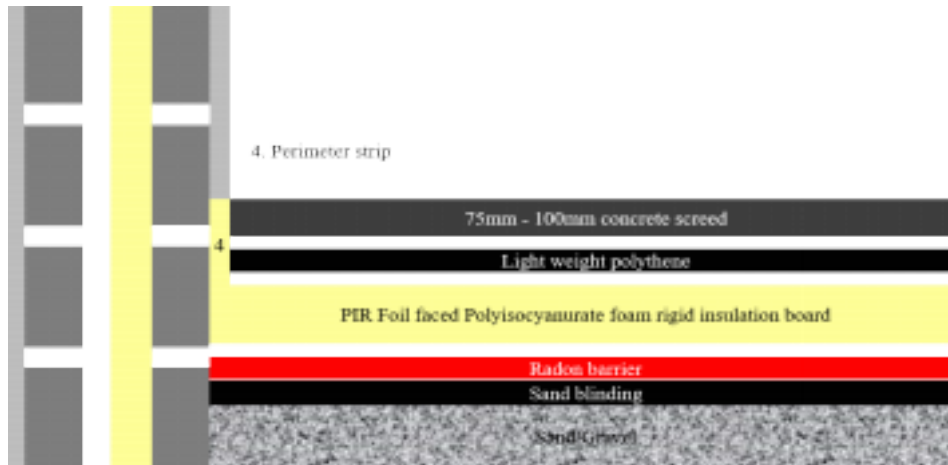 4. Perimeter strip
75mm - 100mm concrete screed
4
Light weight polythene
PIR Foil faced Polyisocyanurate foam rigid insulation board
Radon barrier
Sand blinding
Sand/Gravel